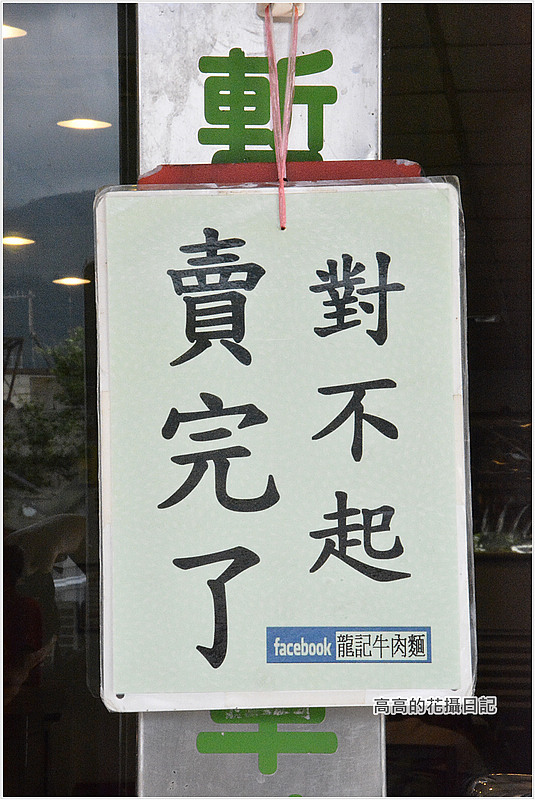 暫
對不起
賣完了
facebook 龍記牛肉麵
高高的花攝日記